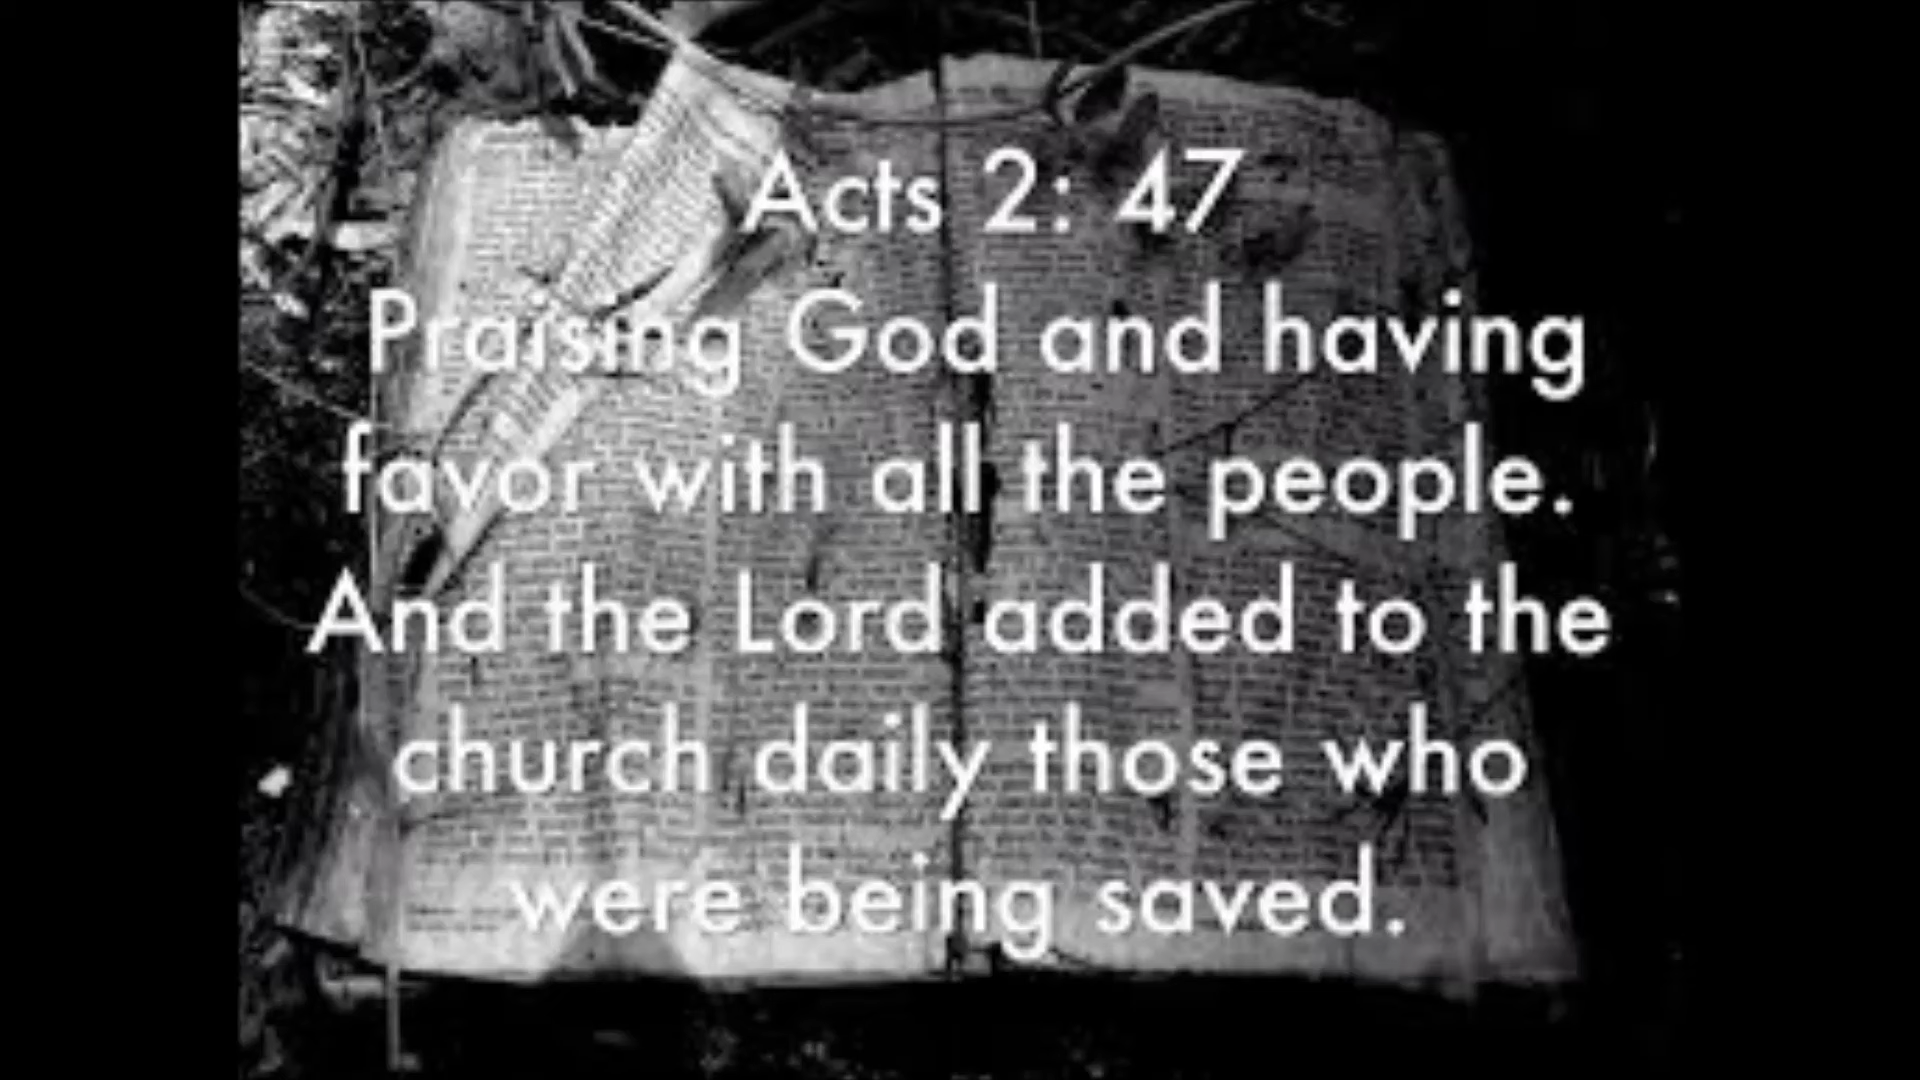 Acts 2: 47
Praising God and having
favor with all the people.
And the Lord added to the
church daily those who
were being saved.